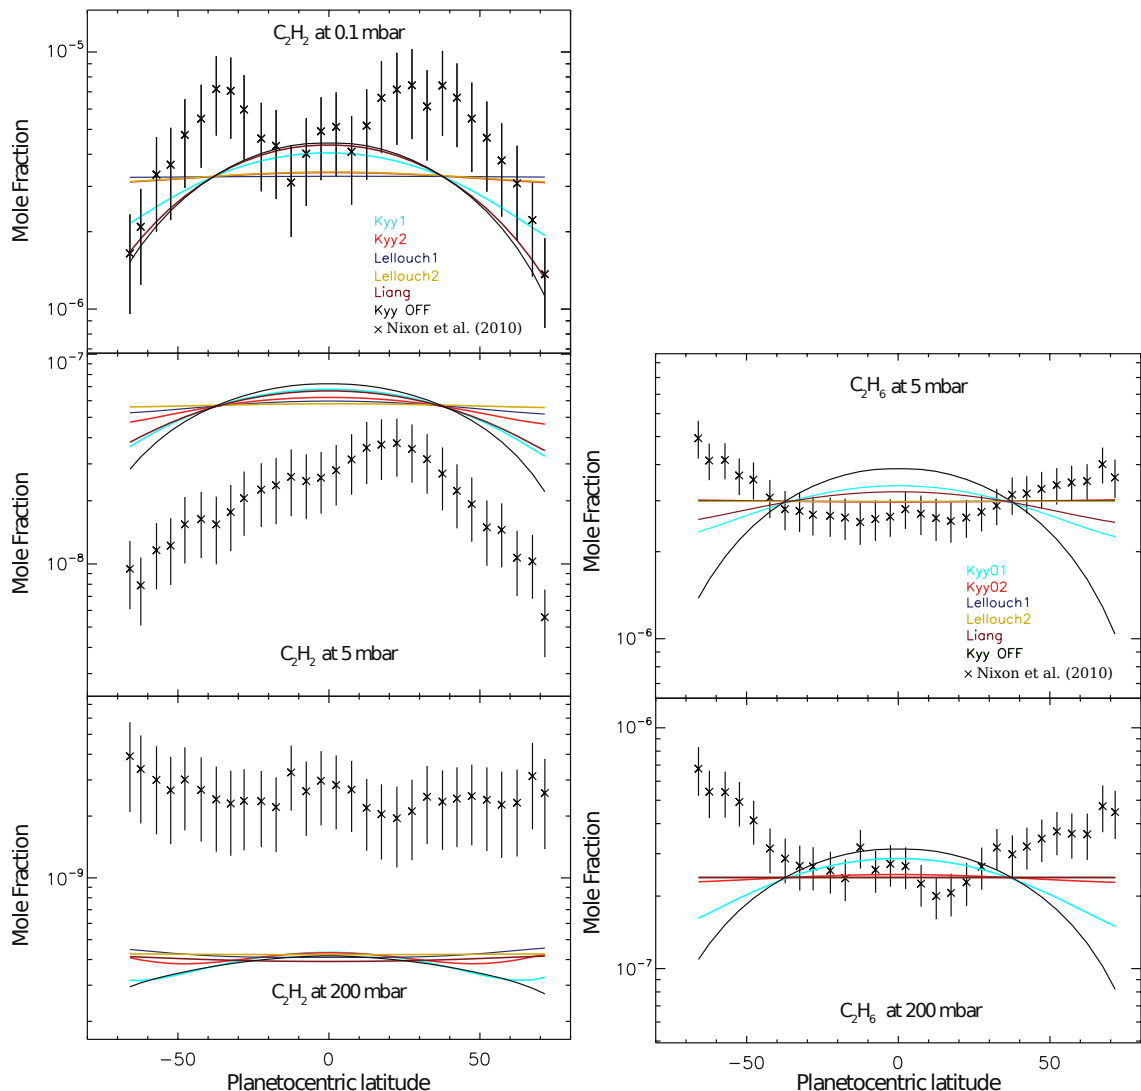 C₂H₂ at 0.1 mbar
10⁻⁵
Mole Fraction
Kyy1
Kyy2
Lellouch1
Lellouch2
Liang
Kyy OFF
× Nixon et al. (2010)
10⁻⁶
10⁻⁷
Mole Fraction
10⁻⁸
C₂H₂ at 5 mbar
Mole Fraction
10⁻⁹
C₂H₂ at 200 mbar
−50 0 50
Planetocentric latitude
C₂H₆ at 5 mbar
Mole Fraction
Kyy01
Kyy02
Lellouch1
Lellouch2
Liang
Kyy OFF
× Nixon et al. (2010)
10⁻⁶
10⁻⁶
Mole Fraction
10⁻⁷
C₂H₆ at 200 mbar
−50 0 50
Planetocentric latitude